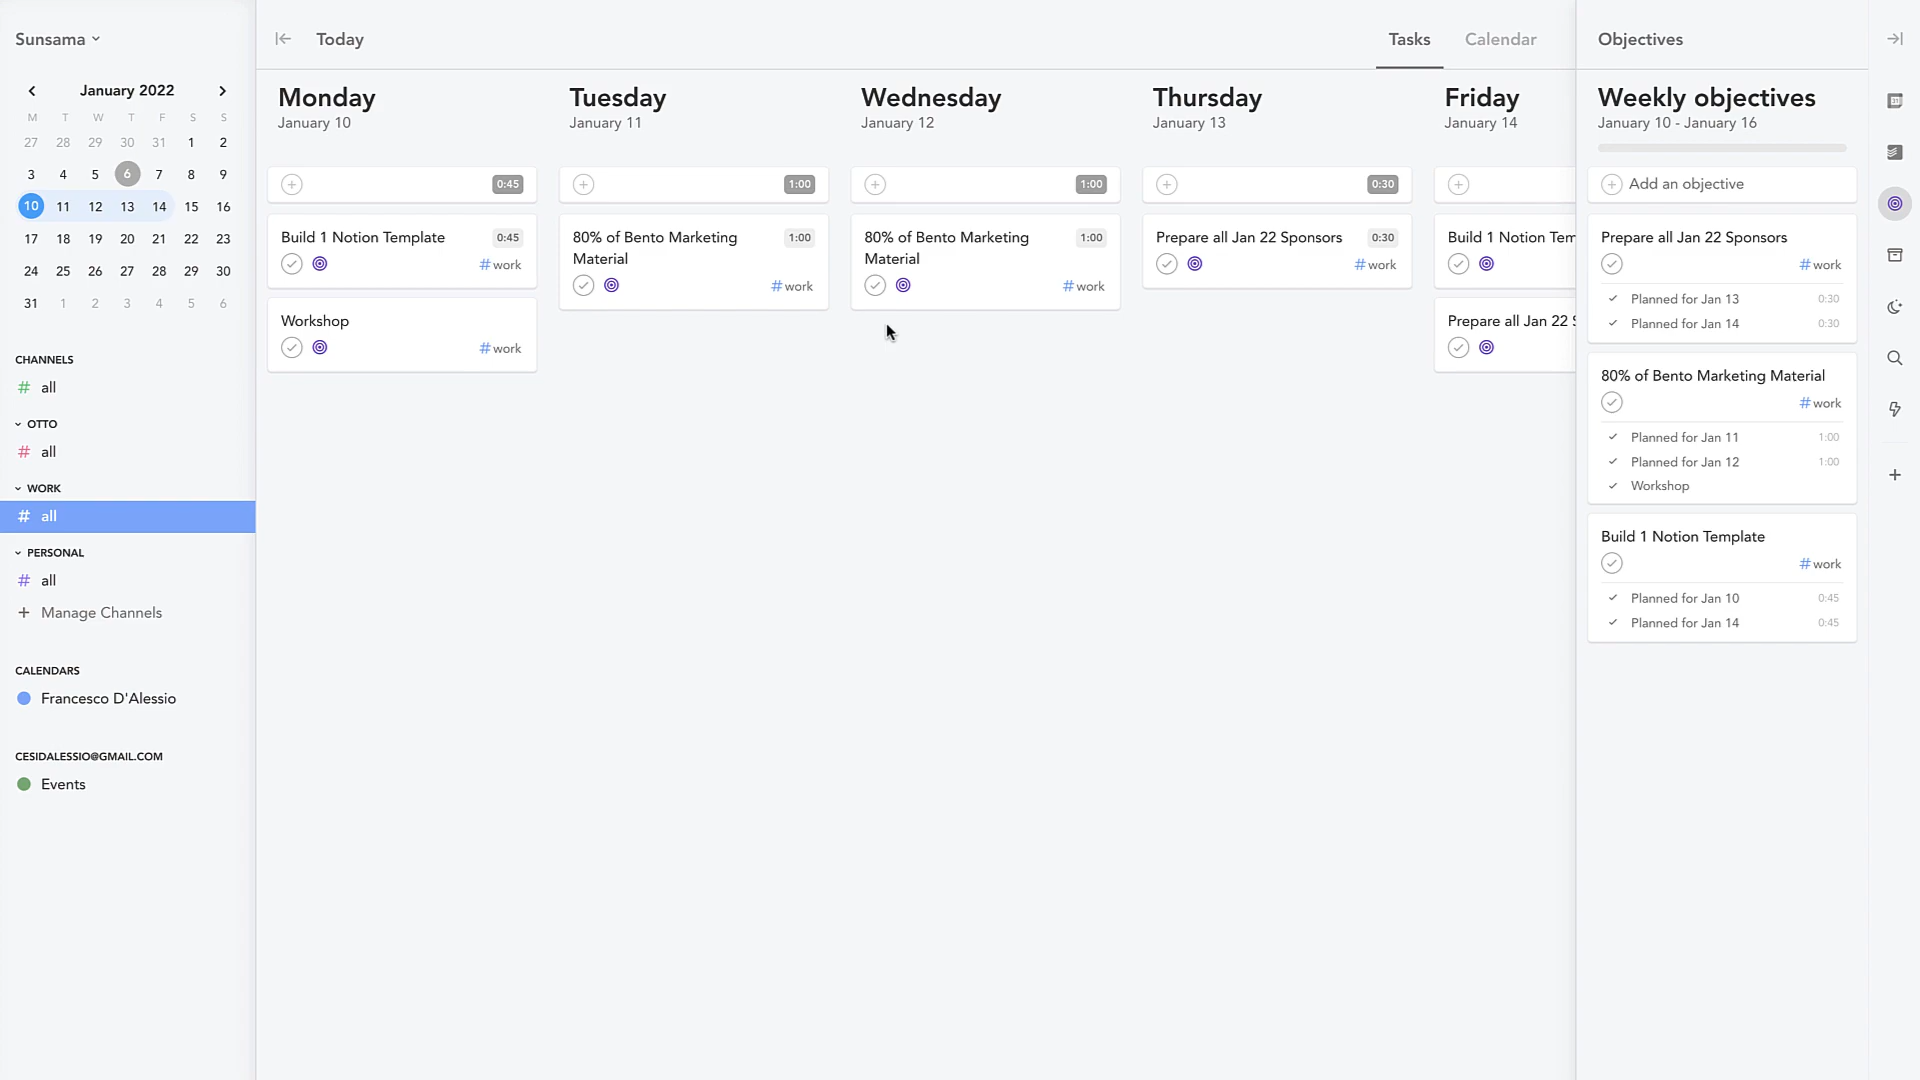 Sunsama
January 2022
M T W T F S S
27 28 29 30 31 1 2
3 4 5 6 7 8 9
10 11 12 13 14 15 16
17 18 19 20 21 22 23
24 25 26 27 28 29 30
31 1 2 3 4 5 6
CHANNELS
# all
OTTO
# all
WORK
# all
PERSONAL
# all
+ Manage Channels
CALENDARS
Francesco D'Alessio
CESIDALESSIO@GMAIL.COM
Events
Today
Tasks
Calendar
Monday
January 10
0:45
Build 1 Notion Template 0:45
#work
Workshop
#work
Tuesday
January 11
1:00
80% of Bento Marketing 1:00
Material
#work
Wednesday
January 12
1:00
80% of Bento Marketing 1:00
Material
#work
Thursday
January 13
0:30
Prepare all Jan 22 Sponsors 0:30
#work
Friday
January 14
Build 1 Notion Tem
Prepare all Jan 22
Objectives
Weekly objectives
January 10 - January 16
Add an objective
Prepare all Jan 22 Sponsors
#work
Planned for Jan 13 0:30
Planned for Jan 14 0:30
80% of Bento Marketing Material
#work
Planned for Jan 11 1:00
Planned for Jan 12 1:00
Workshop
Build 1 Notion Template
#work
Planned for Jan 10 0:45
Planned for Jan 14 0:45